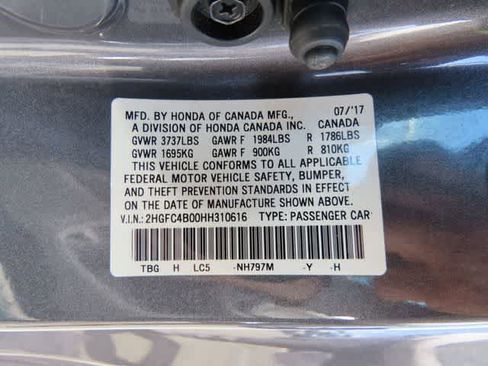 MFD. BY HONDA OF CANADA MFG., 07/'17
A DIVISION OF HONDA CANADA INC. CANADA
GVWR 3737LBS GAWR F 1984LBS R 1786LBS
GVWR 1695KG GAWR F 900KG R 810KG
THIS VEHICLE CONFORMS TO ALL APPLICABLE
FEDERAL MOTOR VEHICLE SAFETY, BUMPER,
AND THEFT PREVENTION STANDARDS IN EFFECT
ON THE DATE OF MANUFACTURE SHOWN ABOVE.
V.I.N.: 2HGFC4B00HH310616 TYPE: PASSENGER CAR
TBG H LC5 -NH797M -Y -H